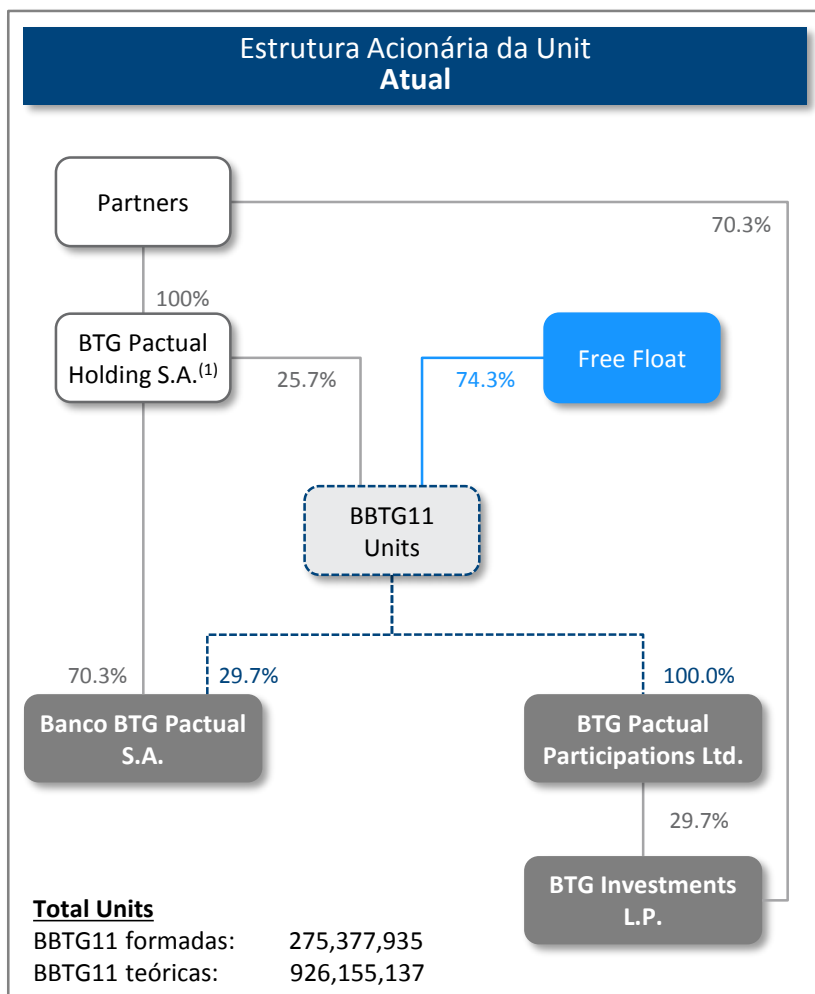 Estrutura Acionária da Unit
Atual
Partners
70.3%
100%
BTG Pactual
Holding S.A.(1)
25.7%
74.3%
Free Float
BBTG11
Units
70.3%
29.7%
100.0%
Banco BTG Pactual
S.A.
BTG Pactual
Participations Ltd.
29.7%
BTG Investments
L.P.
Total Units
BBTG11 formadas: 275,377,935
BBTG11 teóricas: 926,155,137